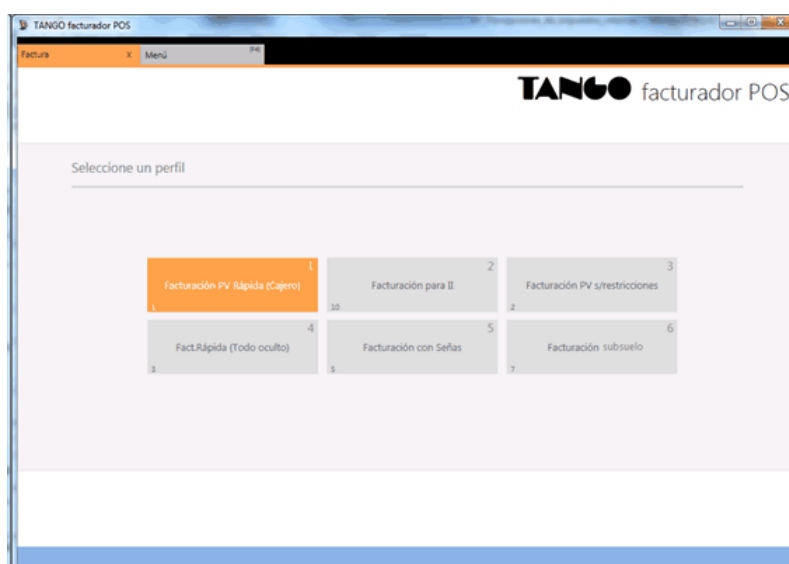 TANGO facturador POS
Factura x Menú [F4]
TANGO facturador POS
Seleccione un perfil
1 2 3
Facturación PV Rápida (Cajero) Facturación para II Facturación PV s/restricciones
1 10 2
4 5 6
Fact.Rápida (Todo oculto) Facturación con Señas Facturación subsuelo
3 5 7